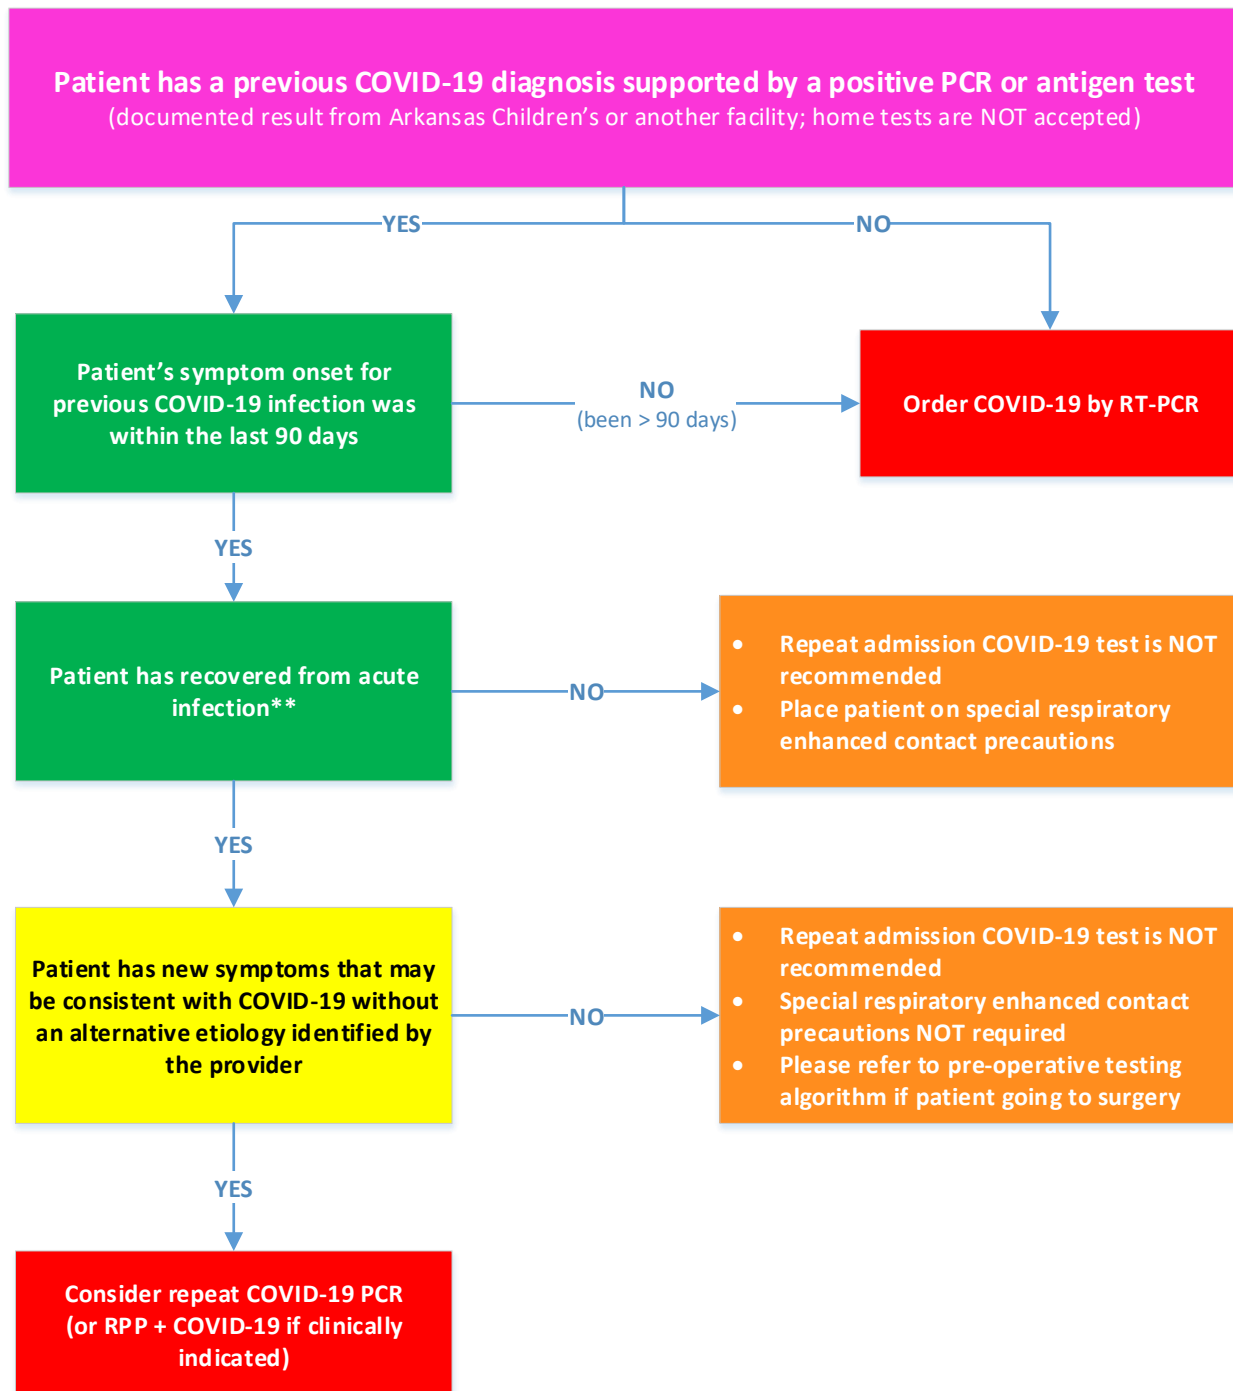 Patient has a previous COVID-19 diagnosis supported by a positive PCR or antigen test
(documented result from Arkansas Children’s or another facility; home tests are NOT accepted)
YES
NO
Patient’s symptom onset for
previous COVID-19 infection was
within the last 90 days
NO
(been > 90 days)
Order COVID-19 by RT-PCR
YES
Patient has recovered from acute
infection**
NO
• Repeat admission COVID-19 test is NOT
recommended
• Place patient on special respiratory
enhanced contact precautions
YES
Patient has new symptoms that may
be consistent with COVID-19 without
an alternative etiology identified by
the provider
NO
• Repeat admission COVID-19 test is NOT
recommended
• Special respiratory enhanced contact
precautions NOT required
• Please refer to pre-operative testing
algorithm if patient going to surgery
YES
Consider repeat COVID-19 PCR
(or RPP + COVID-19 if clinically
indicated)